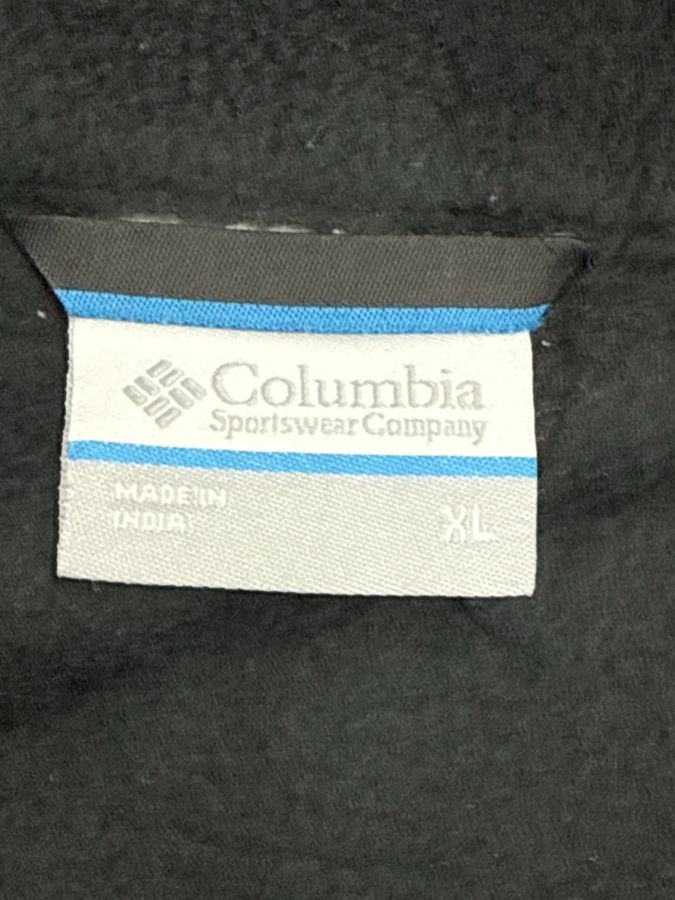 Columbia
Sportswear Company
MADE IN
INDIA
XL